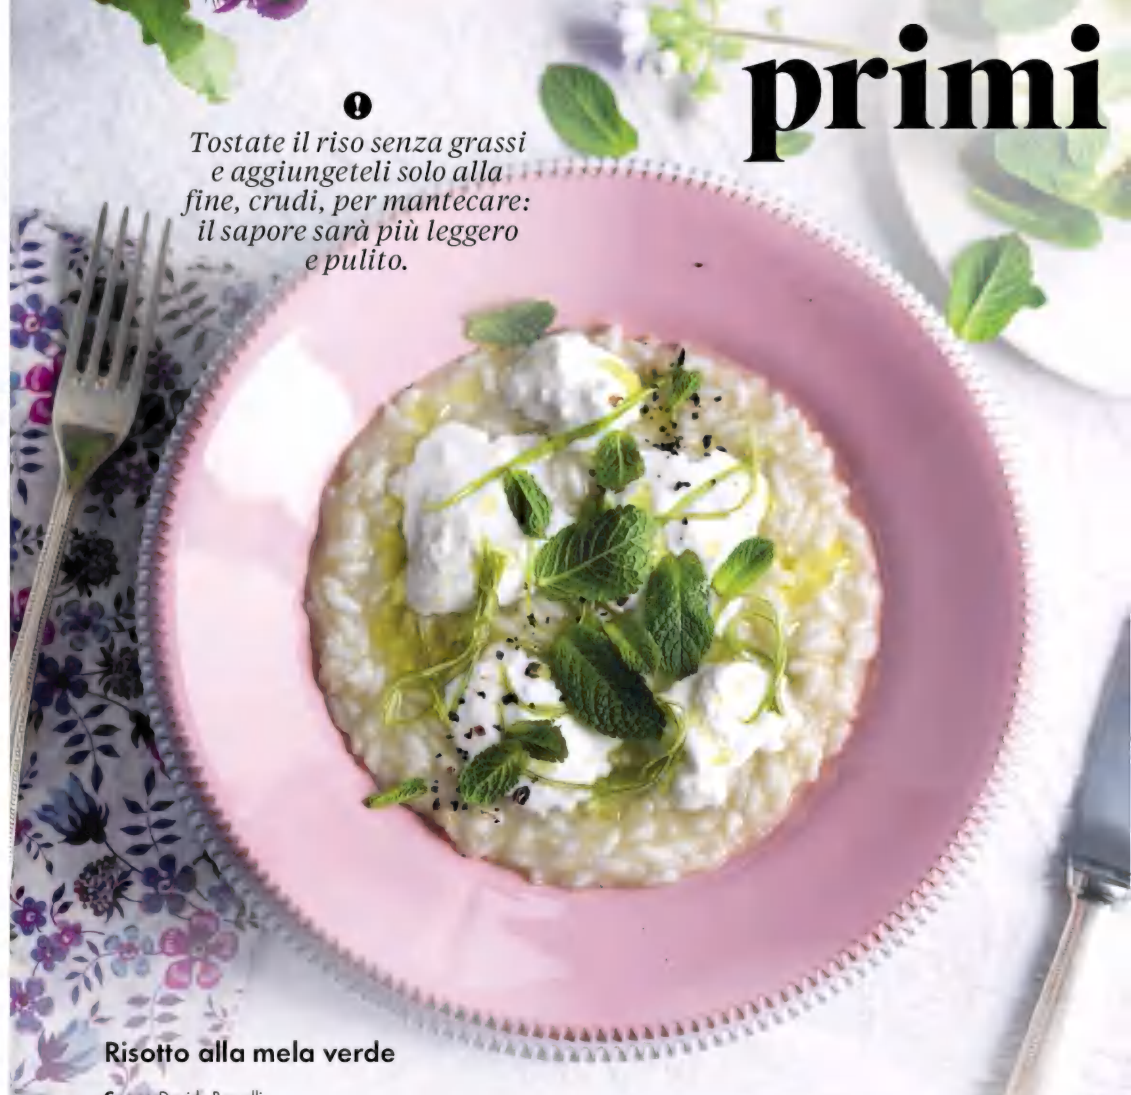 primi
Tostate il riso senza grassi
e aggiungeteli solo alla
fine, crudi, per mantecare:
il sapore sarà più leggero
e pulito.
Risotto alla mela verde